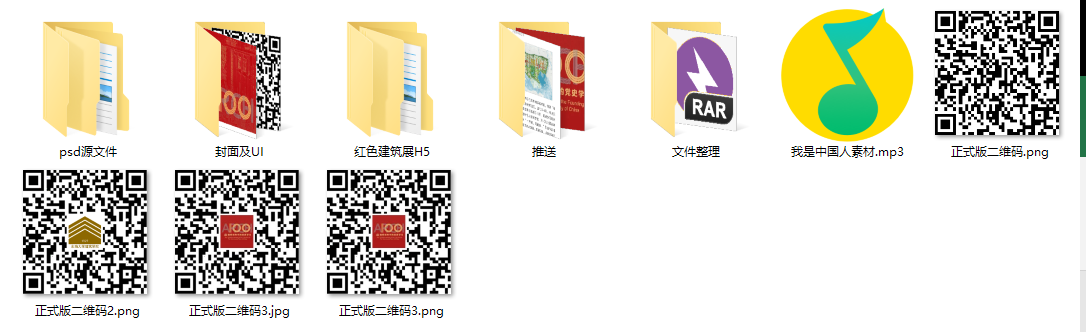 RAR
psd源文件
封面及UI
红色建筑展H5
推送
文件整理
我是中国人素材.mp3
正式版二维码.png
正式版二维码2.png
正式版二维码3.jpg
正式版二维码3.png